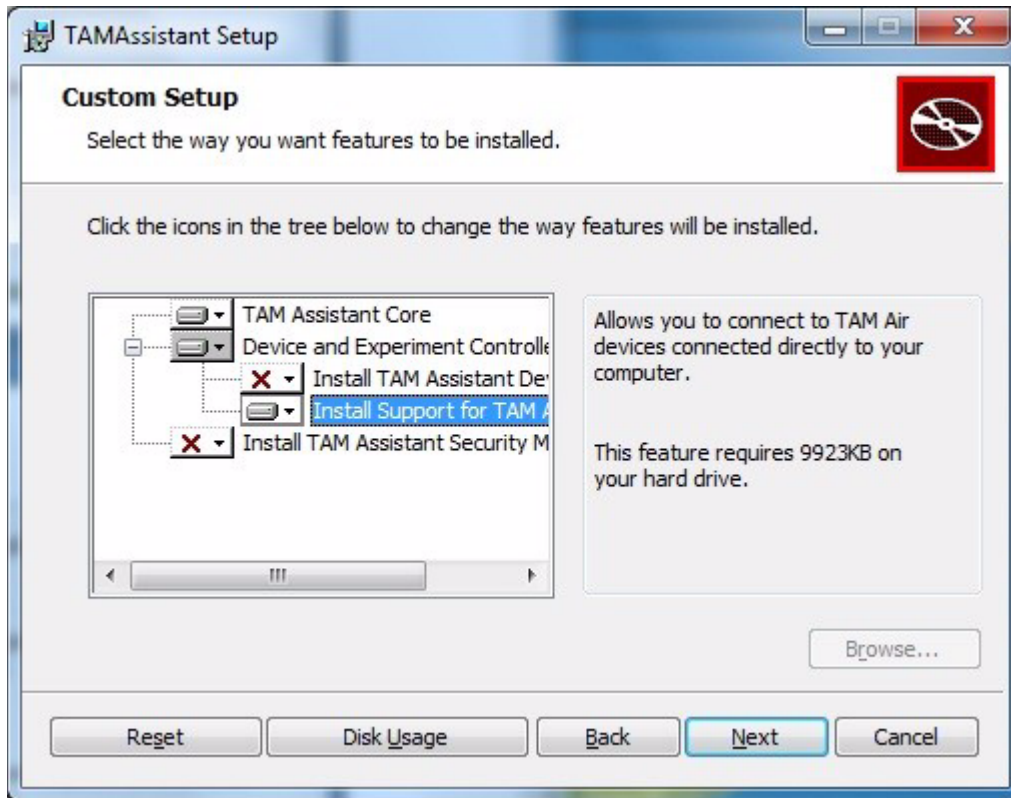 TAMAssistant Setup
Custom Setup
Select the way you want features to be installed.
Click the icons in the tree below to change the way features will be installed.
TAM Assistant Core
Device and Experiment Controlle
Install TAM Assistant De
Install Support for TAM A
Install TAM Assistant Security M
Allows you to connect to TAM Air
devices connected directly to your
computer.
This feature requires 9923KB on
your hard drive.
Browse...
Reset
Disk Usage
Back
Next
Cancel